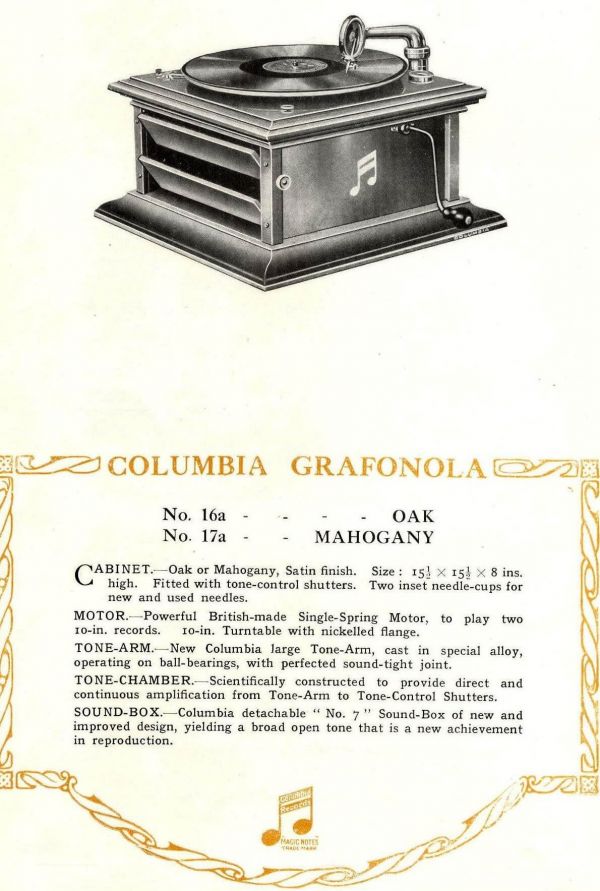 COLUMBIA
COLUMBIA GRAFONOLA
No. 16a - - - - OAK
No. 17a - - MAHOGANY
CABINET.—Oak or Mahogany, Satin finish. Size : 15½ × 15½ × 8 ins.
high. Fitted with tone-control shutters. Two inset needle-cups for
new and used needles.
MOTOR.—Powerful British-made Single-Spring Motor, to play two
10-in. records. 10-in. Turntable with nickelled flange.
TONE-ARM.—New Columbia large Tone-Arm, cast in special alloy,
operating on ball-bearings, with perfected sound-tight joint.
TONE-CHAMBER.—Scientifically constructed to provide direct and
continuous amplification from Tone-Arm to Tone-Control Shutters.
SOUND-BOX.—Columbia detachable “ No. 7 ” Sound-Box of new and
improved design, yielding a broad open tone that is a new achievement
in reproduction.
Columbia
Records
"MAGIC NOTES"
TRADE MARK